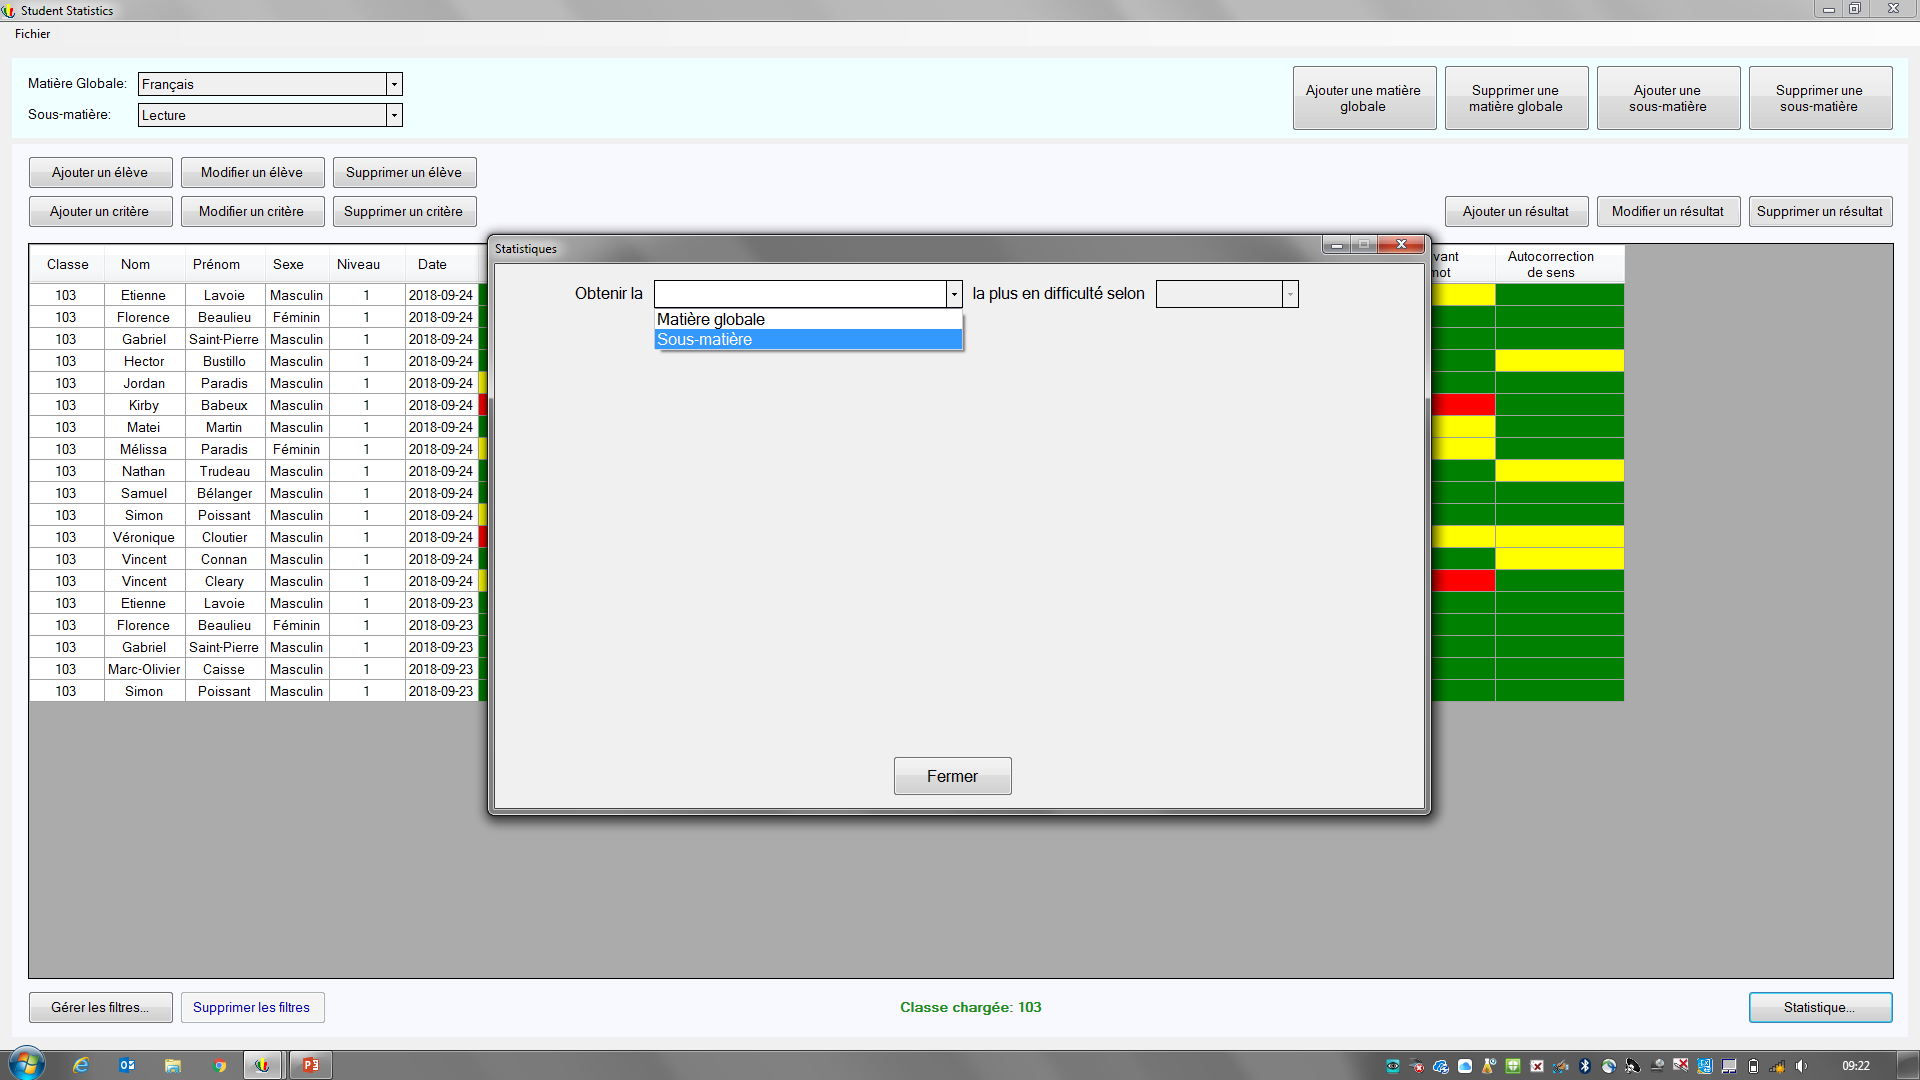 Student Statistics
Fichier
Matière Globale: Français
Sous-matière: Lecture
Ajouter une matière globale
Supprimer une matière globale
Ajouter une sous-matière
Supprimer une sous-matière
Ajouter un élève Modifier un élève Supprimer un élève
Ajouter un critère Modifier un critère Supprimer un critère
Ajouter un résultat Modifier un résultat Supprimer un résultat
Statistiques
Obtenir la la plus en difficulté selon
Matière globale
Sous-matière
Fermer
Classe Nom Prénom Sexe Niveau Date Autocorrection de sens
103 Etienne Lavoie Masculin 1 2018-09-24
103 Florence Beaulieu Féminin 1 2018-09-24
103 Gabriel Saint-Pierre Masculin 1 2018-09-24
103 Hector Bustillo Masculin 1 2018-09-24
103 Jordan Paradis Masculin 1 2018-09-24
103 Kirby Babeux Masculin 1 2018-09-24
103 Matei Martin Masculin 1 2018-09-24
103 Mélissa Paradis Féminin 1 2018-09-24
103 Nathan Trudeau Masculin 1 2018-09-24
103 Samuel Bélanger Masculin 1 2018-09-24
103 Simon Poissant Masculin 1 2018-09-24
103 Véronique Cloutier Masculin 1 2018-09-24
103 Vincent Connan Masculin 1 2018-09-24
103 Vincent Cleary Masculin 1 2018-09-24
103 Etienne Lavoie Masculin 1 2018-09-23
103 Florence Beaulieu Féminin 1 2018-09-23
103 Gabriel Saint-Pierre Masculin 1 2018-09-23
103 Marc-Olivier Caisse Masculin 1 2018-09-23
103 Simon Poissant Masculin 1 2018-09-23
Gérer les filtres... Supprimer les filtres Classe chargée: 103 Statistique...
09:22